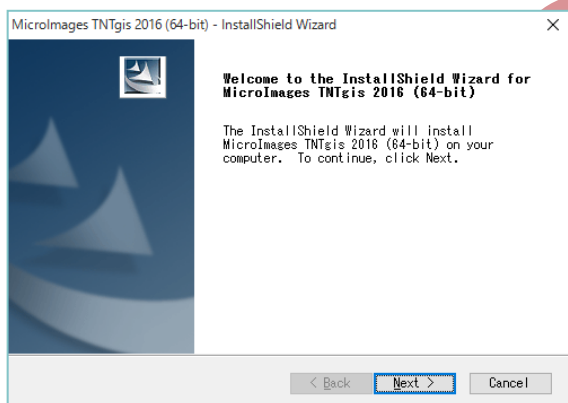 MicroImages TNTgis 2016 (64-bit) - InstallShield Wizard
Welcome to the InstallShield Wizard for
MicroImages TNTgis 2016 (64-bit)
The InstallShield Wizard will install
MicroImages TNTgis 2016 (64-bit) on your
computer.  To continue, click Next.
< Back
Next >
Cancel